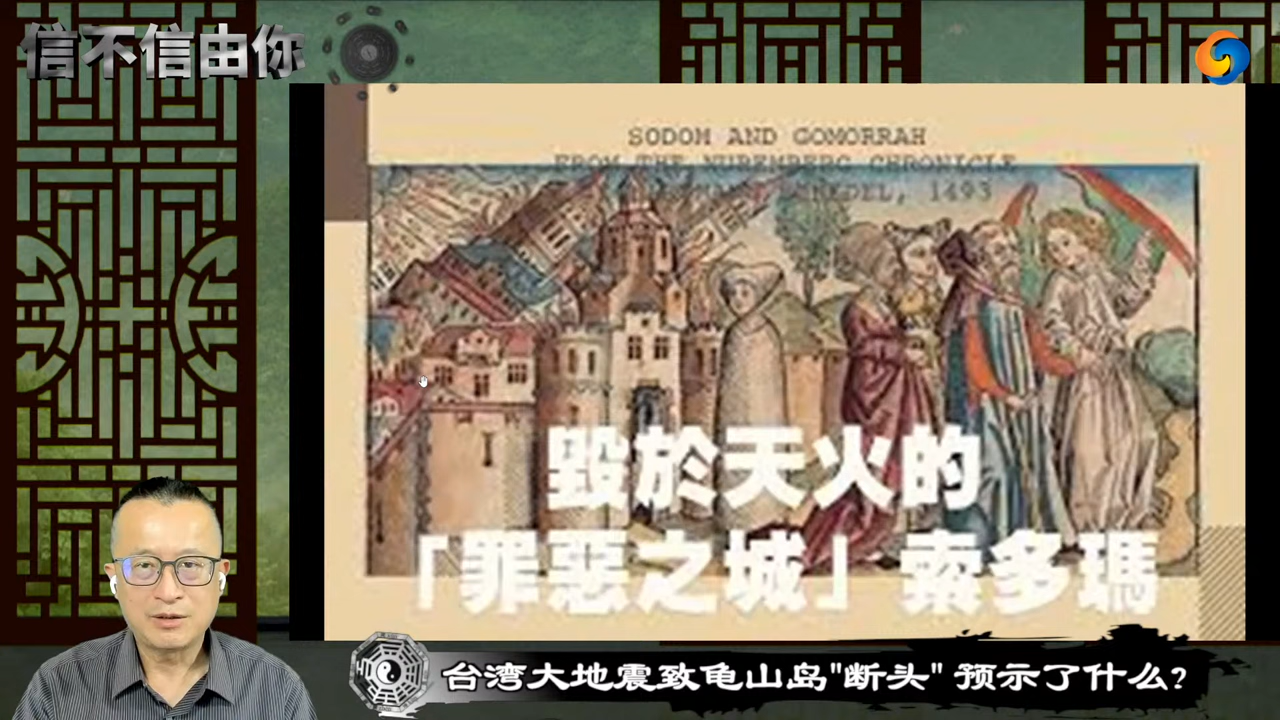 信不信由你
SODOM AND GOMORRAH
FROM THE NUREMBERG CHRONICLE
EDEL, 1493
毀於天火的
「罪惡之城」索多瑪
台湾大地震致龟山岛"断头" 预示了什么?